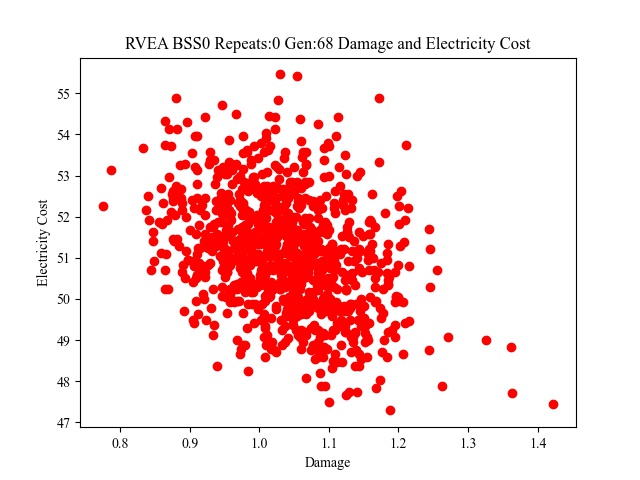 RVEA BSS0 Repeats:0 Gen:68 Damage and Electricity Cost
Electricity Cost
55
54
53
52
51
50
49
48
47
0.8 0.9 1.0 1.1 1.2 1.3 1.4
Damage